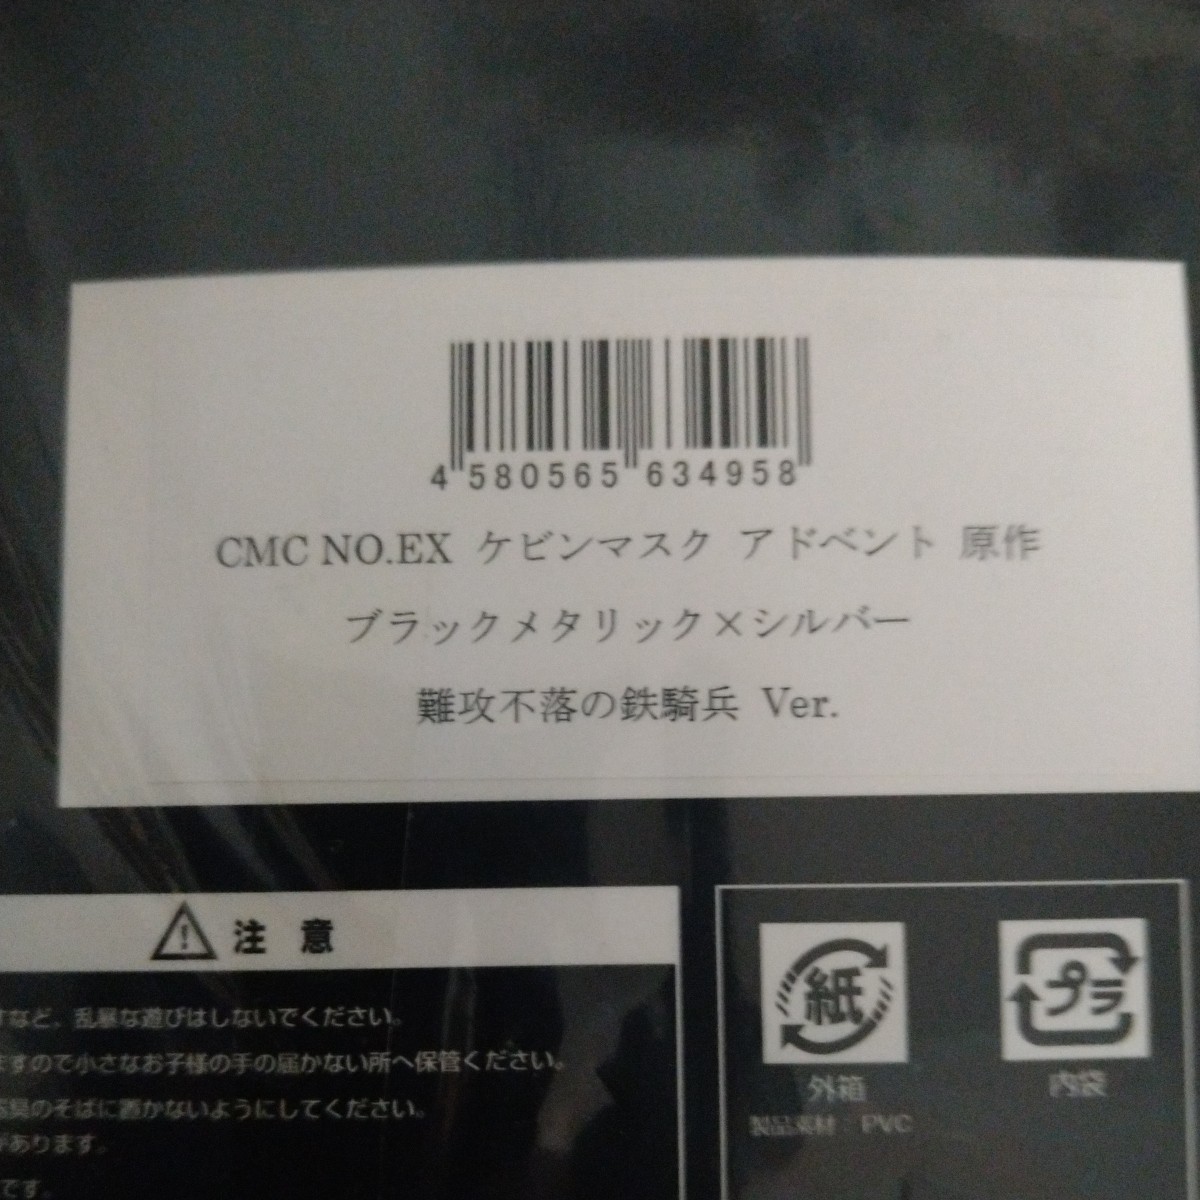 4 580565 634958
CMC NO.EX ケビンマスク アドベント 原作
ブラックメタリック×シルバー
難攻不落の鉄騎兵 Ver.
注 意
など、乱暴な遊びはしないでください。
ますので小さなお子様の手の届かない所へ保管ください。
のそばに置かないようにしてください。
があります。
です。
紙
外箱
プラ
内袋
製品素材:PVC